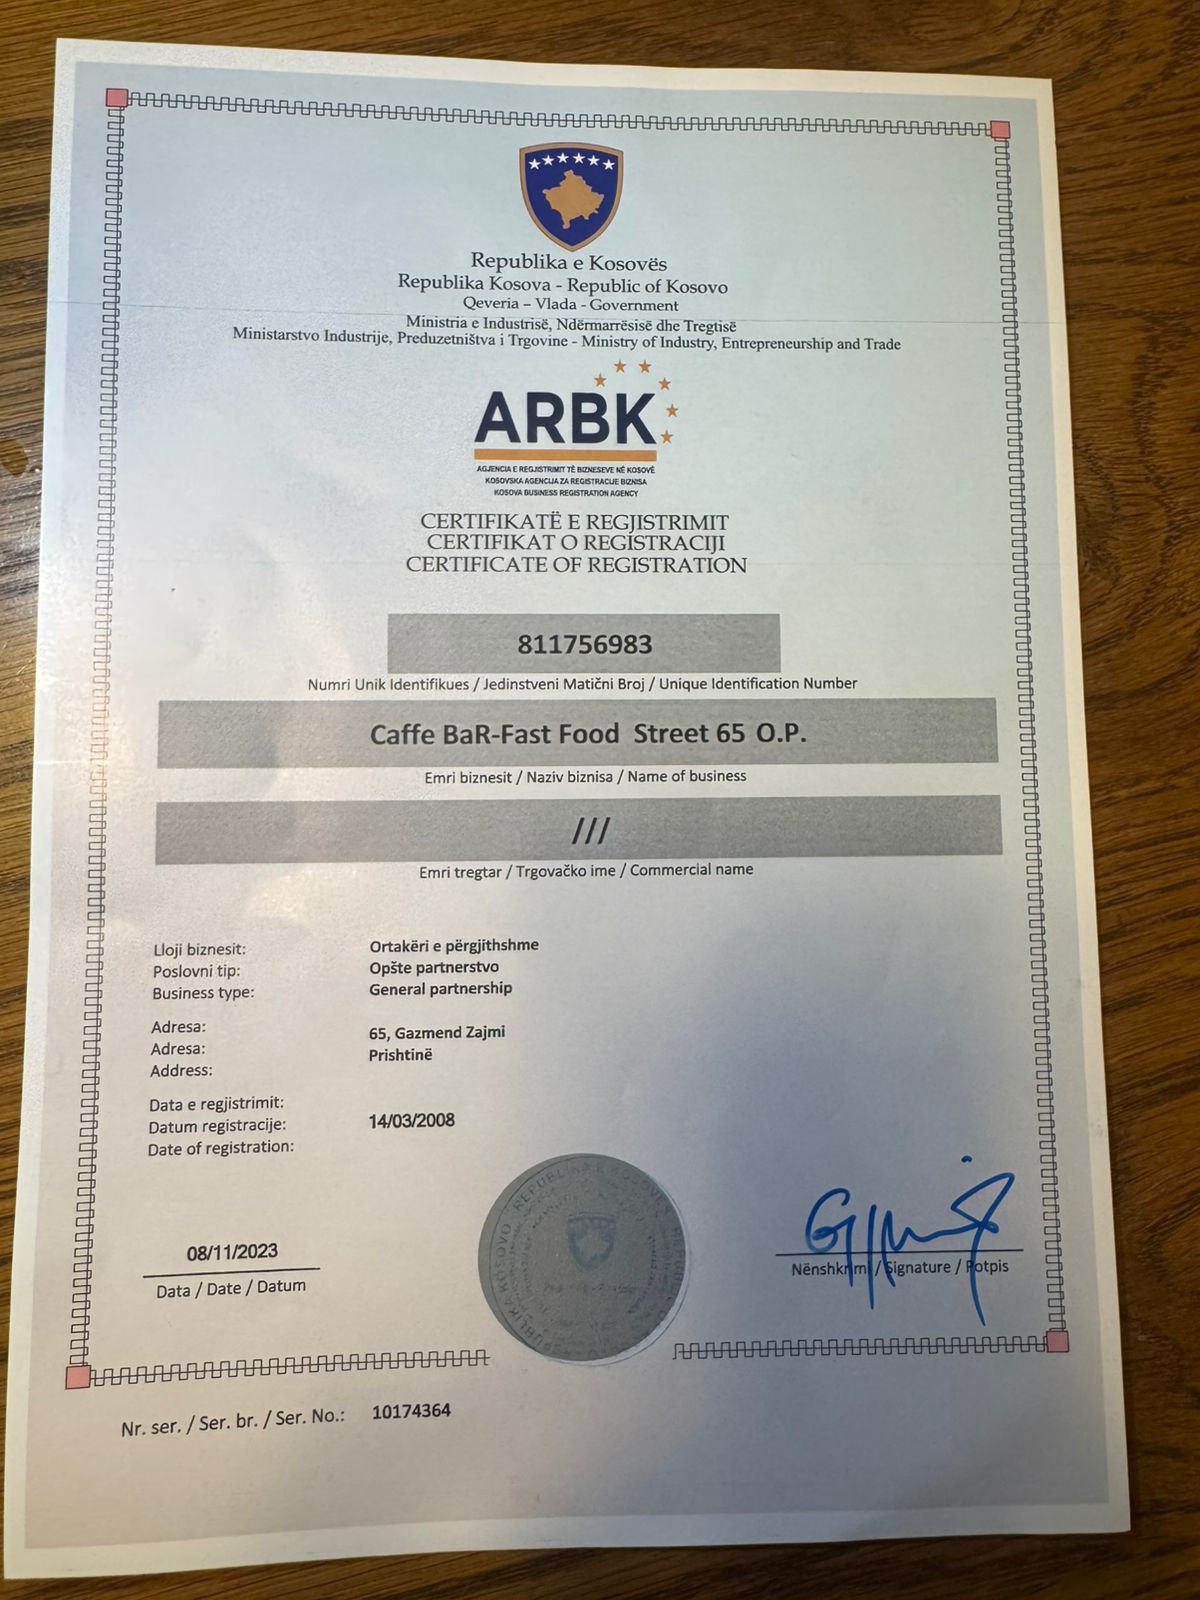 Republika e Kosovës
Republika Kosova - Republic of Kosovo
Qeveria – Vlada - Government
Ministria e Industrisë, Ndërmarrësisë dhe Tregtisë
Ministarstvo Industrije, Preduzetništva i Trgovine - Ministry of Industry, Entrepreneurship and Trade
ARBK
AGJENCIA E REGJISTRIMIT TË BIZNESEVE NË KOSOVË
KOSOVSKA AGENCIJA ZA REGISTRACIJE BIZNISA
KOSOVA BUSINESS REGISTRATION AGENCY
CERTIFIKATË E REGJISTRIMIT
CERTIFIKAT O REGISTRACIJI
CERTIFICATE OF REGISTRATION
811756983
Numri Unik Identifikues / Jedinstveni Matični Broj / Unique Identification Number
Caffe BaR-Fast Food Street 65 O.P.
Emri biznesit / Naziv biznisa / Name of business
///
Emri tregtar / Trgovačko ime / Commercial name
Lloji biznesit: Ortakëri e përgjithshme
Poslovni tip: Opšte partnerstvo
Business type: General partnership
Adresa: 65, Gazmend Zajmi
Adresa: Prishtinë
Address:
Data e regjistrimit:
Datum registracije: 14/03/2008
Date of registration:
08/11/2023
Data / Date / Datum
Nënshkrimi / Signature / Potpis
Nr. ser. / Ser. br. / Ser. No.: 10174364